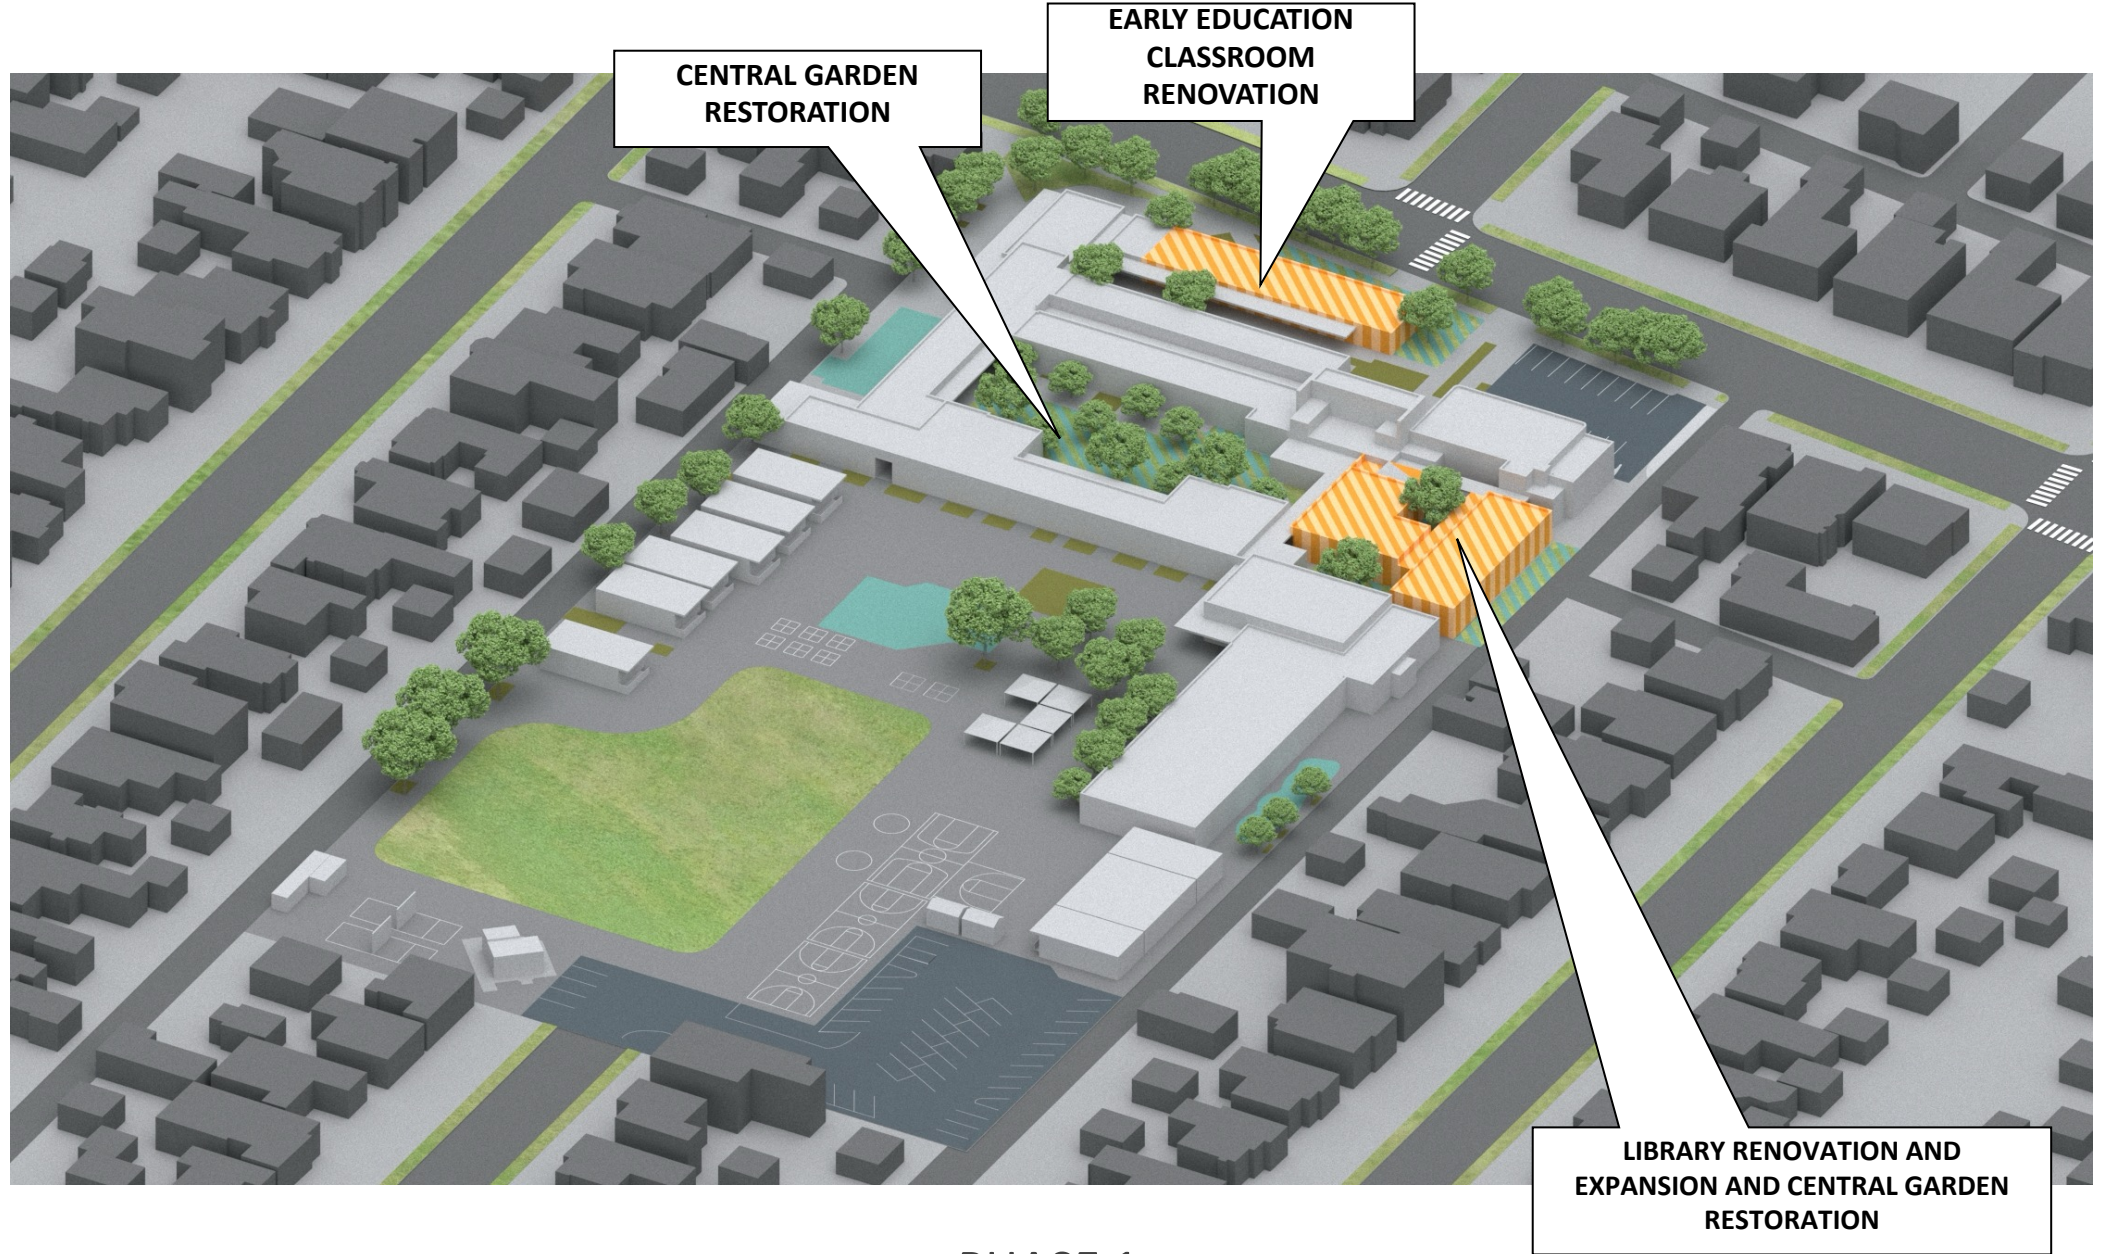 EARLY EDUCATION
CLASSROOM
RENOVATION
CENTRAL GARDEN
RESTORATION
LIBRARY RENOVATION AND
EXPANSION AND CENTRAL GARDEN
RESTORATION